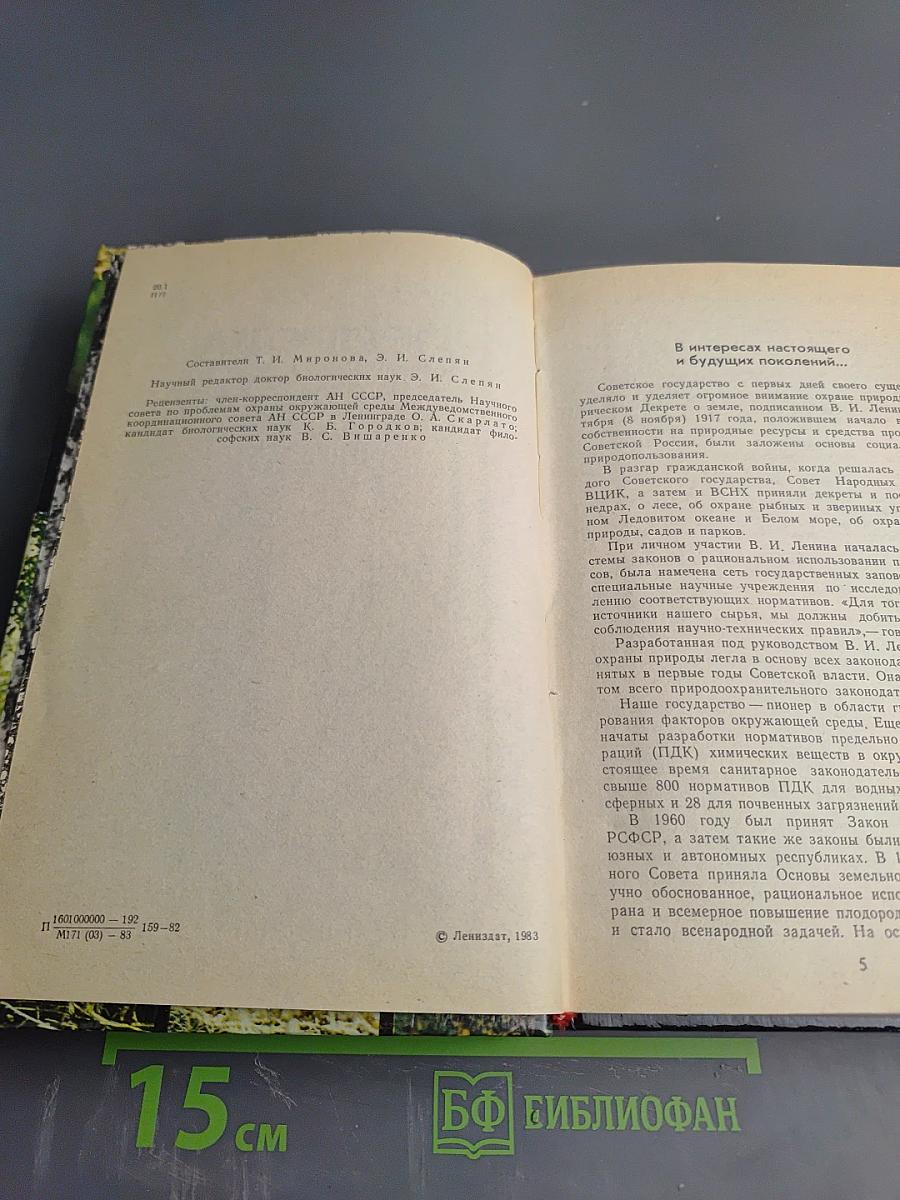 20.1
П77
Составители Т. И. Миронова, Э. И. Слепян
Научный редактор доктор биологических наук Э. И. Слепян
Рецензенты: член-корреспондент АН СССР, председатель Научного
совета по проблемам охраны окружающей среды Междуведомственного
координационного совета АН СССР в Ленинграде О. А. Скарлато;
кандидат биологических наук К. Б. Городков; кандидат фило-
софских наук В. С. Вишаренко
П 1601000000 — 192
М171 (03) — 83 159—82
© Лениздат, 1983
В интересах настоящего
и будущих поколений...
Советское государство с первых дней своего суще
уделяло и уделяет огромное внимание охране природ
рическом Декрете о земле, подписанном В. И. Лени
тября (8 ноября) 1917 года, положившем начало в
собственности на природные ресурсы и средства про
Советской России, были заложены основы социа
природопользования.
В разгар гражданской войны, когда решалась
дого Советского государства, Совет Народных
ВЦИК, а затем и ВСНХ приняли декреты и по
недрах, о лесе, об охране рыбных и звериных уг
ном Ледовитом океане и Белом море, об охра
природы, садов и парков.
При личном участии В. И. Ленина началась
стемы законов о рациональном использовании п
сов, была намечена сеть государственных запов
специальные научные учреждения по исследо
лению соответствующих нормативов. «Для тог
источники нашего сырья, мы должны добить
соблюдения научно-технических правил»,— гов
Разработанная под руководством В. И. Ле
охраны природы легла в основу всех законода
нятых в первые годы Советской власти. Она
том всего природоохранительного законодат
Наше государство — пионер в области ги
рования факторов окружающей среды. Еще
начаты разработки нормативов предельно
раций (ПДК) химических веществ в окру
стоящее время санитарное законодатель
свыше 800 нормативов ПДК для водных
сферных и 28 для почвенных загрязнений
В 1960 году был принят Закон
РСФСР, а затем такие же законы были
юзных и автономных республиках. В 1
ного Совета приняла Основы земельно
учно обоснованное, рациональное испо
рана и всемерное повышение плодород
и стало всенародной задачей. На ос
5
15 см
БФ БИБЛИОФАН